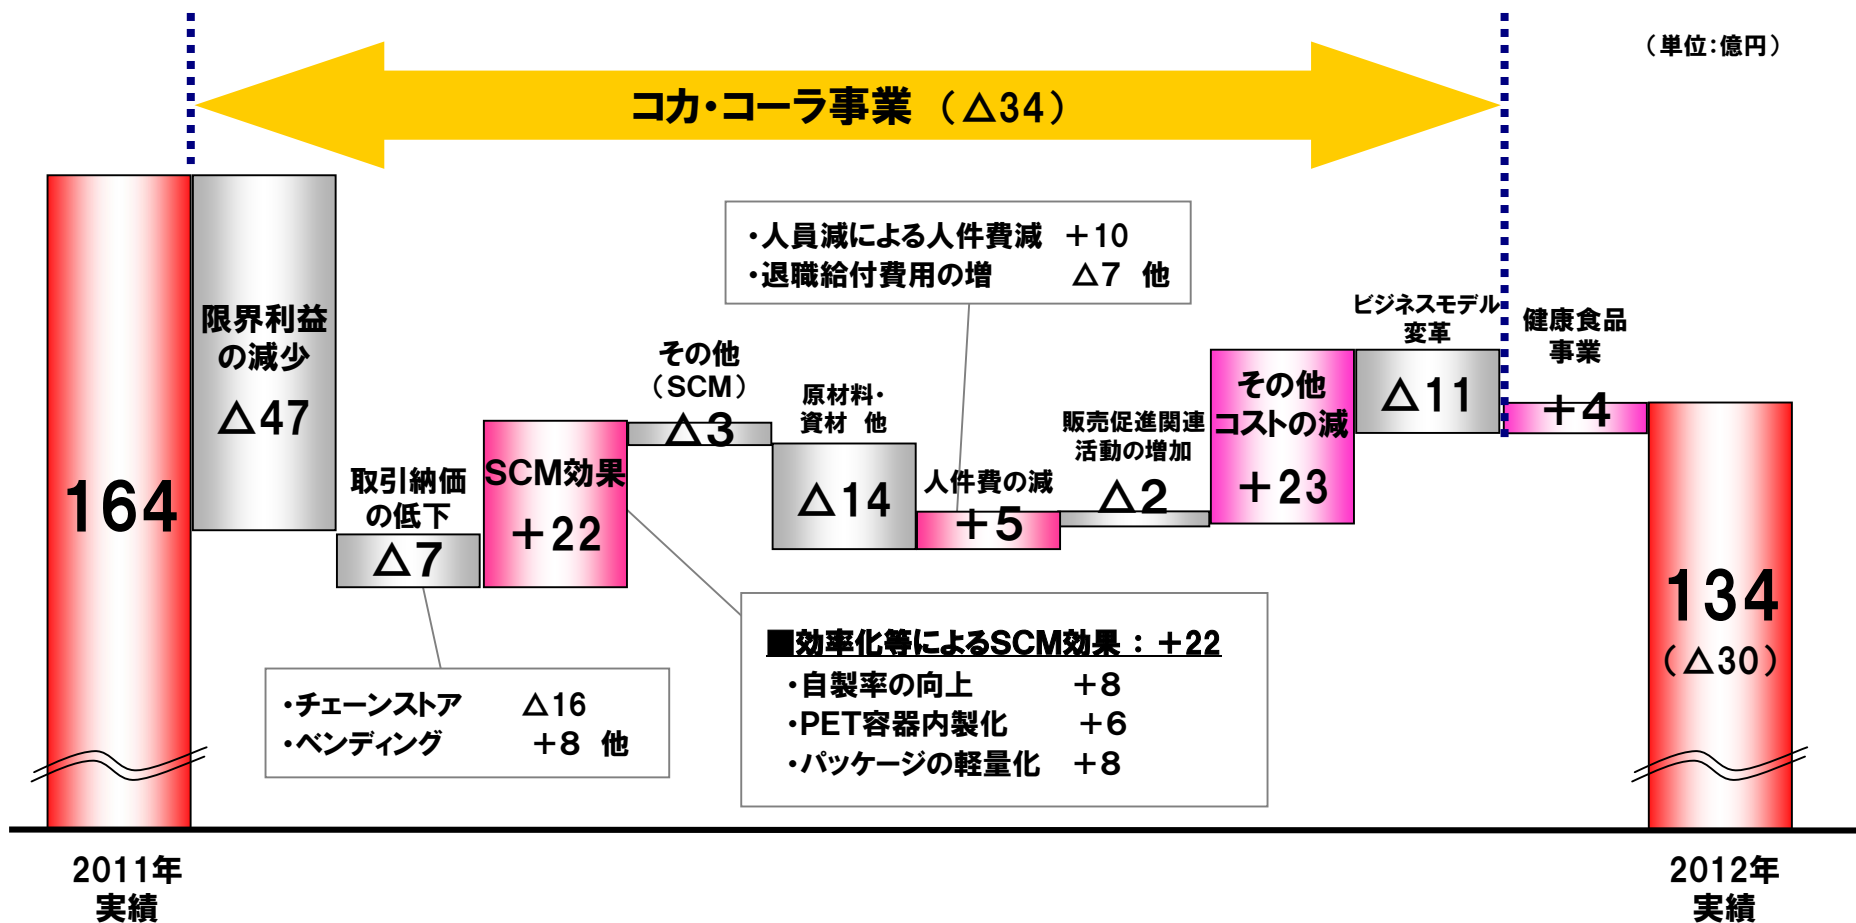 （単位：億円）
コカ・コーラ事業 （△34）
164
限界利益
の減少
△47
取引納価
の低下
△7
SCM効果
＋22
その他
（SCM）
△3
原材料・
資材 他
△14
人件費の減
＋5
販売促進関連
活動の増加
△2
その他
コストの減
＋23
ビジネスモデル
変革
△11
健康食品
事業
＋4
134
（△30）
・人員減による人件費減 ＋10
・退職給付費用の増 △7 他
・チェーンストア △16
・ベンディング ＋8 他
■効率化等によるSCM効果 ： ＋22
・自製率の向上 ＋8
・PET容器内製化 ＋6
・パッケージの軽量化 ＋8
2011年
実績
2012年
実績